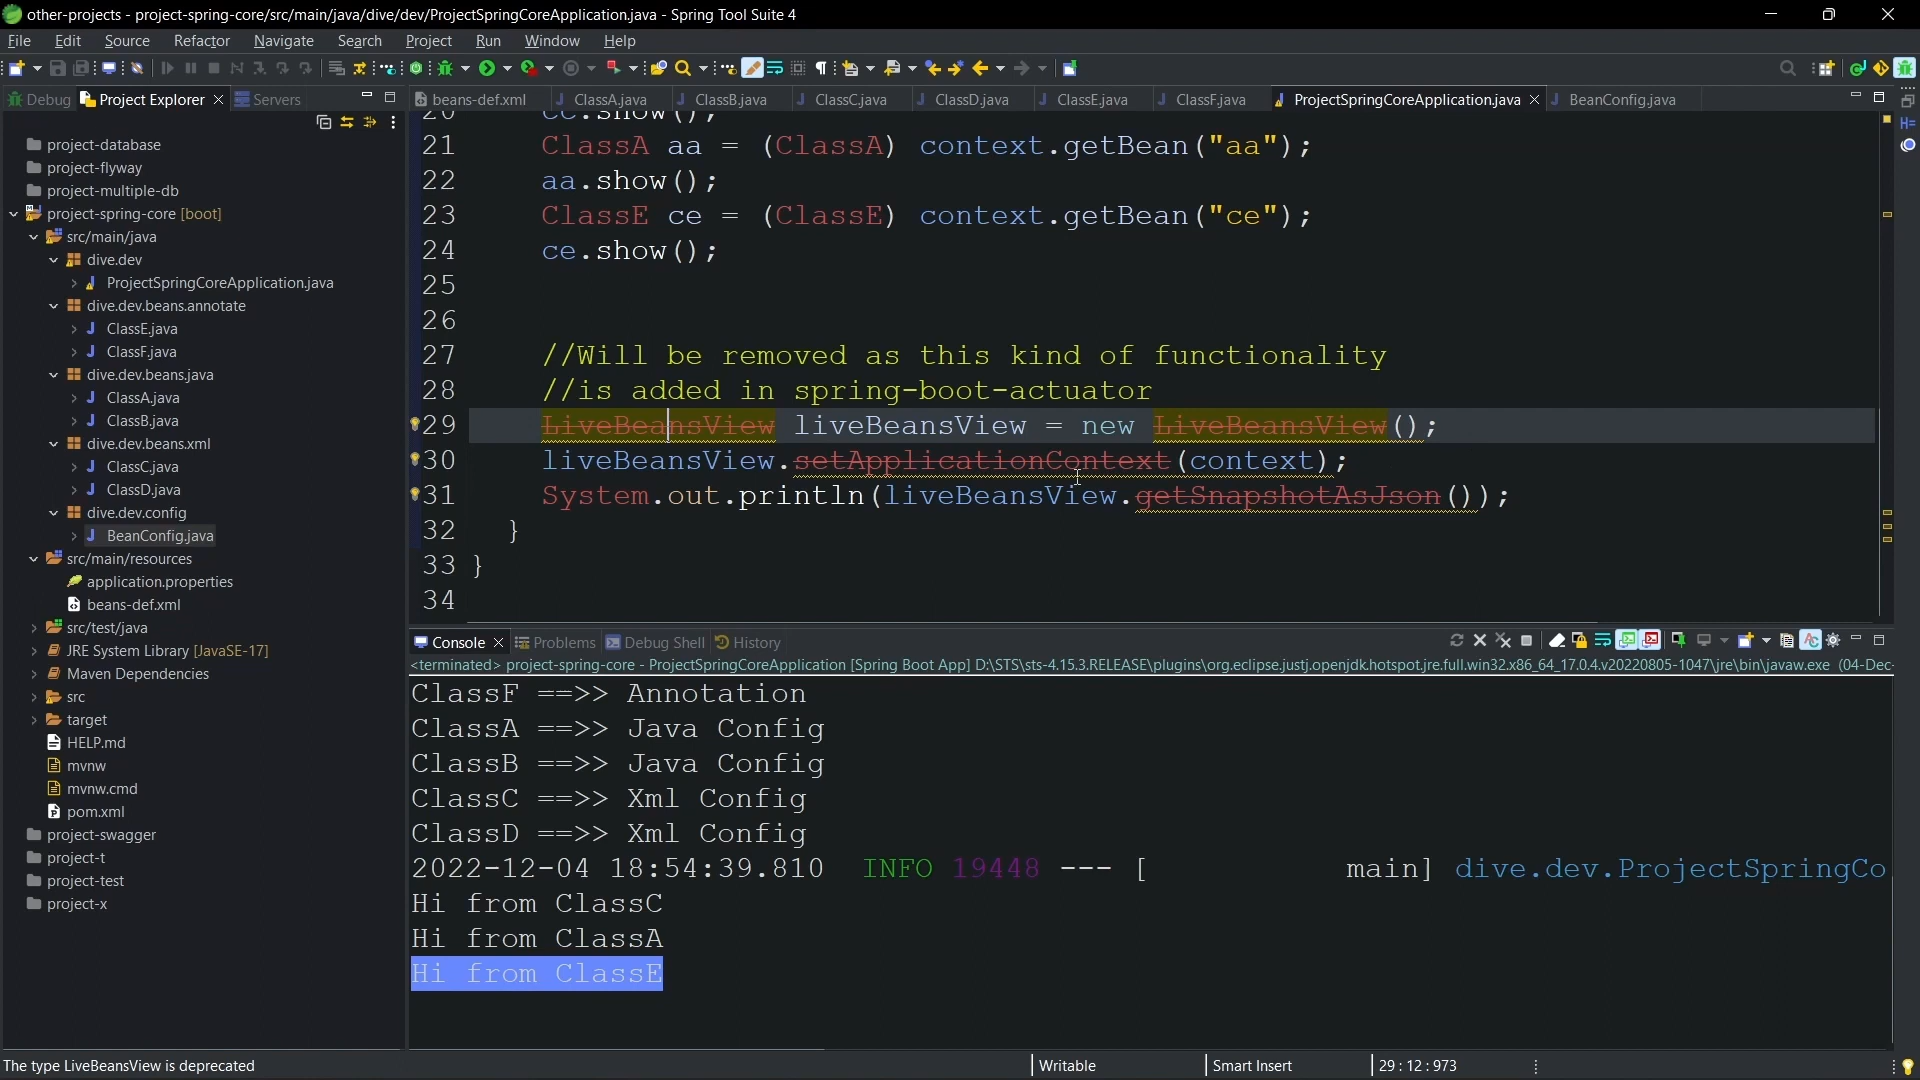 other-projects - project-spring-core/src/main/java/dive/dev/ProjectSpringCoreApplication.java - Spring Tool Suite 4
File Edit Source Refactor Navigate Search Project Run Window Help
Debug Project Explorer Servers
beans-def.xml ClassA.java ClassB.java ClassC.java ClassD.java ClassE.java ClassF.java ProjectSpringCoreApplication.java BeanConfig.java
project-database
project-flyway
project-multiple-db
project-spring-core [boot]
src/main/java
dive.dev
ProjectSpringCoreApplication.java
dive.dev.beans.annotate
ClassE.java
ClassF.java
dive.dev.beans.java
ClassA.java
ClassB.java
dive.dev.beans.xml
ClassC.java
ClassD.java
dive.dev.config
BeanConfig.java
src/main/resources
application.properties
beans-def.xml
src/test/java
JRE System Library [JavaSE-17]
Maven Dependencies
src
target
HELP.md
mvnw
mvnw.cmd
pom.xml
project-swagger
project-t
project-test
project-x
20 cc.show();
21 ClassA aa = (ClassA) context.getBean("aa");
22 aa.show();
23 ClassE ce = (ClassE) context.getBean("ce");
24 ce.show();
25
26
27 //Will be removed as this kind of functionality
28 //is added in spring-boot-actuator
29 LiveBeansView liveBeansView = new LiveBeansView();
30 liveBeansView.setApplicationContext(context);
31 System.out.println(liveBeansView.getSnapshotAsJson());
32 }
33 }
34
Console Problems Debug Shell History
<terminated> project-spring-core - ProjectSpringCoreApplication [Spring Boot App] D:\STS\sts-4.15.3.RELEASE\plugins\org.eclipse.justj.openjdk.hotspot.jre.full.win32.x86_64_17.0.4.v20220805-1047\jre\bin\javaw.exe (04-Dec-
ClassF ==>> Annotation
ClassA ==>> Java Config
ClassB ==>> Java Config
ClassC ==>> Xml Config
ClassD ==>> Xml Config
2022-12-04 18:54:39.810 INFO 19448 --- [ main] dive.dev.ProjectSpringCo
Hi from ClassC
Hi from ClassA
Hi from ClassE
The type LiveBeansView is deprecated
Writable
Smart Insert
29 : 12 : 973